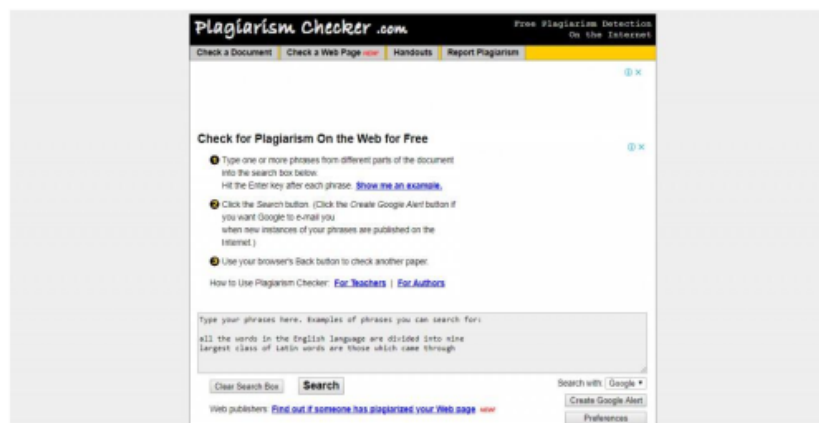 Plagiarism Checker .com
Free Plagiarism Detection
On the Internet
Check a Document Check a Web Page NEW! Handouts Report Plagiarism
Check for Plagiarism On the Web for Free
1 Type one or more phrases from different parts of the document
into the search box below.
Hit the Enter key after each phrase. Show me an example.
2 Click the Search button. (Click the Create Google Alert button if
you want Google to e-mail you
when new instances of your phrases are published on the
Internet.)
3 Use your browser's Back button to check another paper.
How to Use Plagiarism Checker: For Teachers | For Authors
Type your phrases here. Examples of phrases you can search for:
all the words in the English language are divided into nine
largest class of Latin words are those which came through
Clear Search Box Search
Search with: Google
Create Google Alert
Preferences
Web publishers: Find out if someone has plagiarized your Web page NEW!